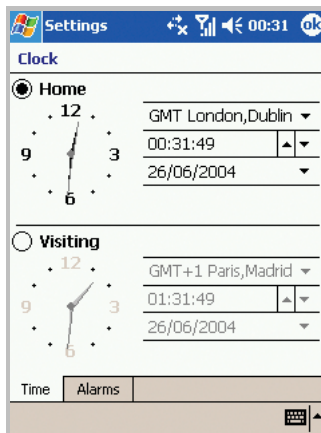 Settings 00:31 ok
Clock
Home
12
9 3
6
GMT London,Dublin
00:31:49
26/06/2004
Visiting
12
9 3
6
GMT+1 Paris,Madrid
01:31:49
26/06/2004
Time Alarms